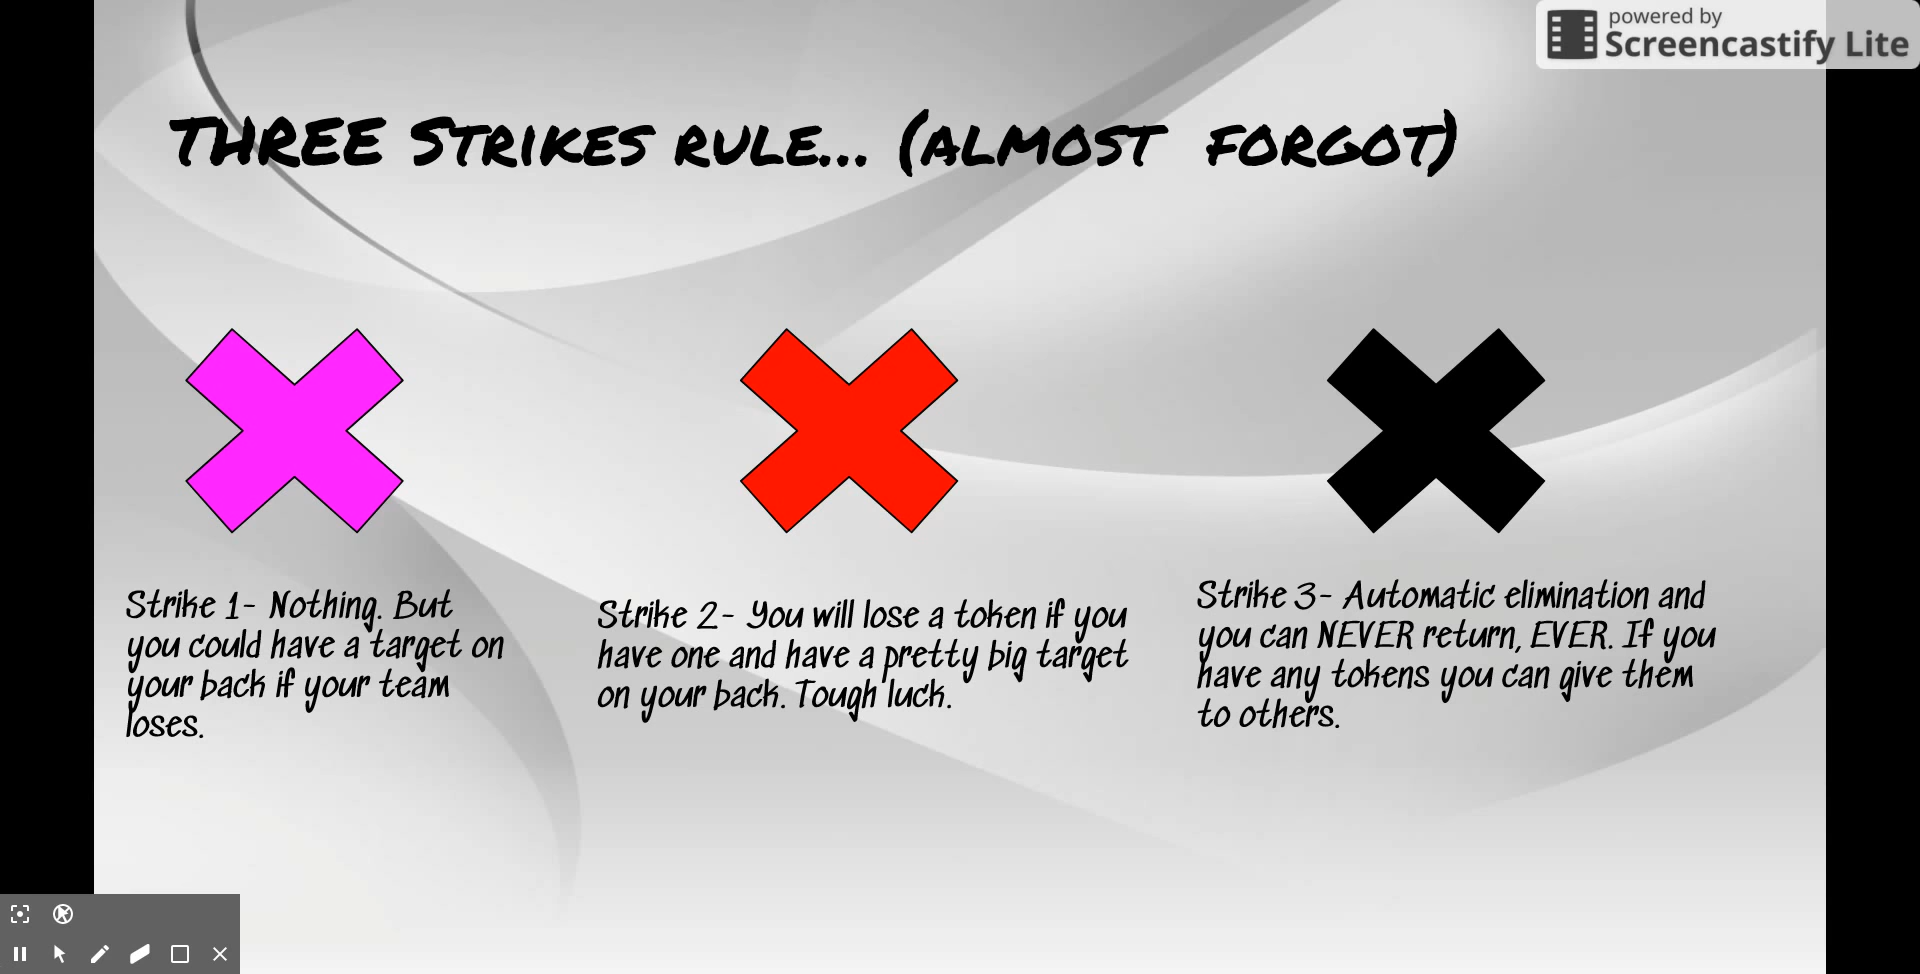 powered by
Screencastify Lite
THREE STRIKES RULE... (ALMOST FORGOT)
Strike 1- Nothing. But
you could have a target on
your back if your team
loses.
Strike 2- You will lose a token if you
have one and have a pretty big target
on your back. Tough luck.
Strike 3- Automatic elimination and
you can NEVER return, EVER. If you
have any tokens you can give them
to others.